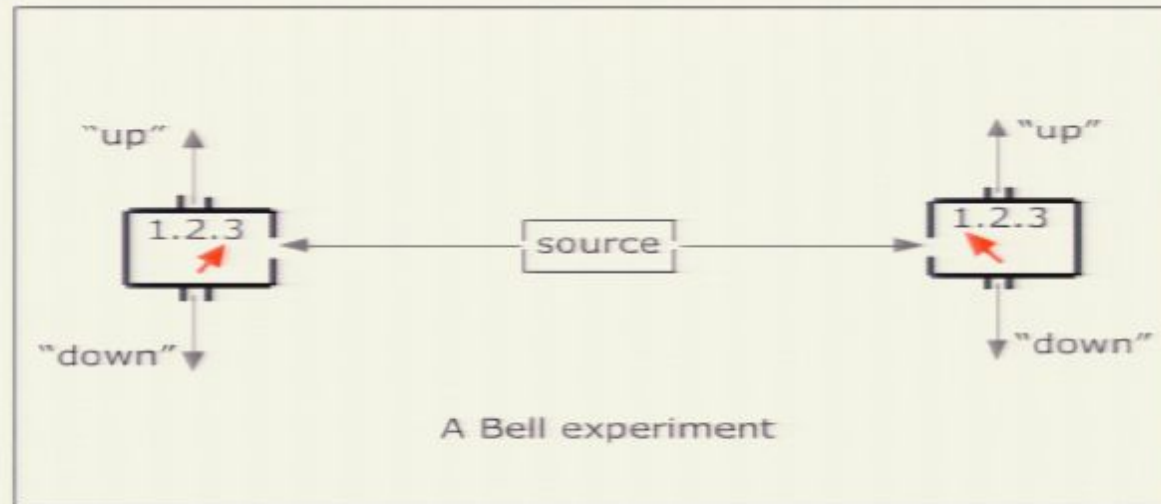 “up”
“up”
1.2.3
1.2.3
source
“down”
“down”
A Bell experiment